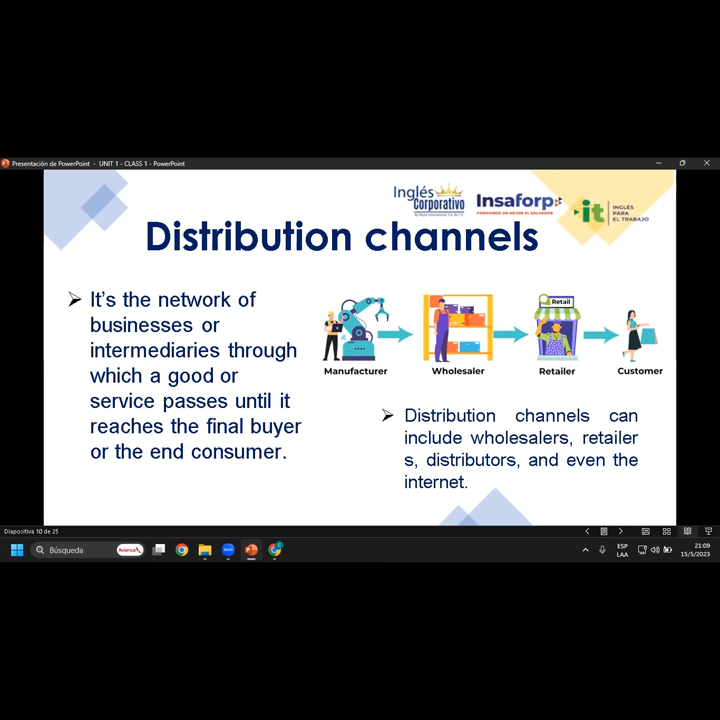 Presentación de PowerPoint - UNIT 1 - CLASS 1 - PowerPoint
Inglés
Corporativo
Insaforp
FORMANDO UN MEJOR EL SALVADOR
it
INGLÉS
PARA
EL TRABAJO
Distribution channels
It's the network of
businesses or
intermediaries through
which a good or
service passes until it
reaches the final buyer
or the end consumer.
Retail
Manufacturer
Wholesaler
Retailer
Customer
Distribution channels can
include wholesalers, retailer
s, distributors, and even the
internet.
Diapositiva 10 de 25
Búsqueda
Avianca
ESP
LAA
21:09
15/5/2023